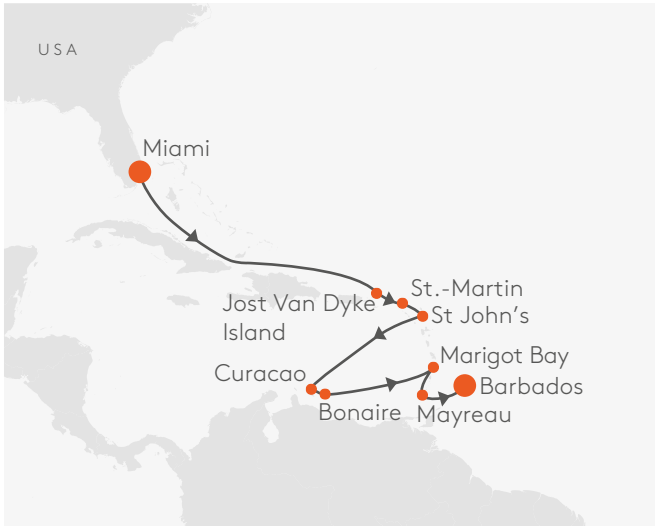 USA
Miami
St.-Martin
Jost Van Dyke
Island
St John's
Marigot Bay
Curacao
Barbados
Bonaire
Mayreau